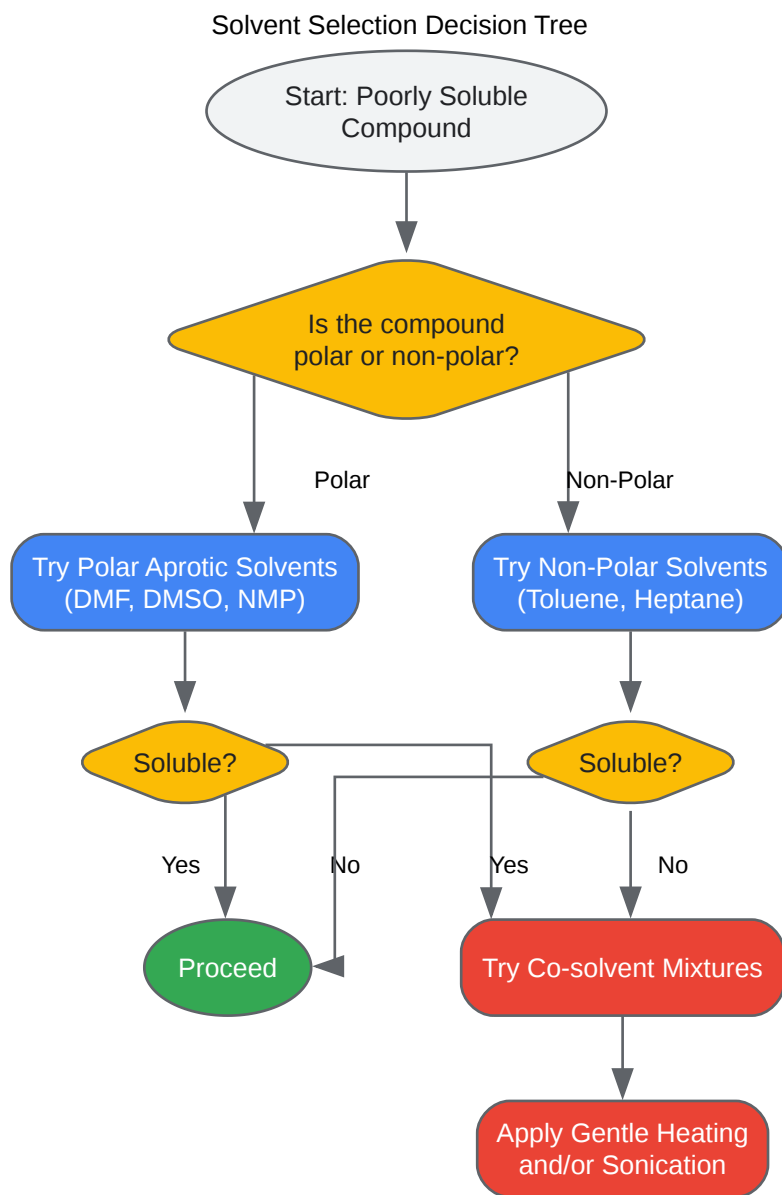 Solvent Selection Decision Tree
Start: Poorly Soluble
Compound
Is the compound
polar or non-polar?
Polar
Non-Polar
Try Polar Aprotic Solvents
(DMF, DMSO, NMP)
Try Non-Polar Solvents
(Toluene, Heptane)
Soluble?
Soluble?
Yes
No
Yes
No
Proceed
Try Co-solvent Mixtures
Apply Gentle Heating
and/or Sonication